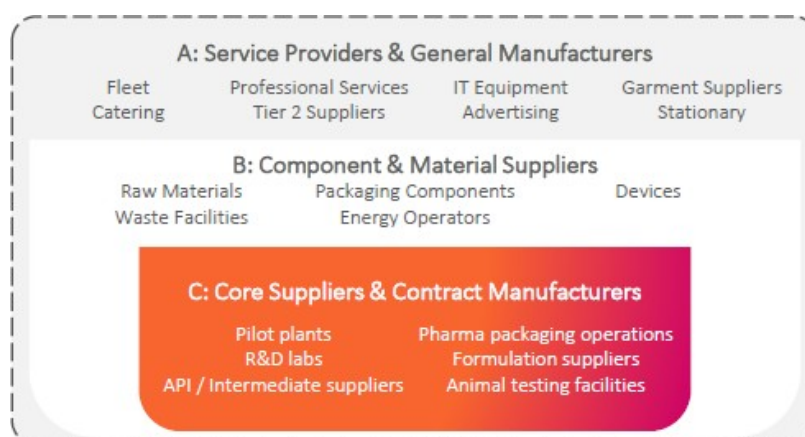 A: Service Providers & General Manufacturers
Fleet Professional Services IT Equipment Garment Suppliers
Catering Tier 2 Suppliers Advertising Stationary
B: Component & Material Suppliers
Raw Materials Packaging Components Devices
Waste Facilities Energy Operators
C: Core Suppliers & Contract Manufacturers
Pilot plants Pharma packaging operations
R&D labs Formulation suppliers
API / Intermediate suppliers Animal testing facilities